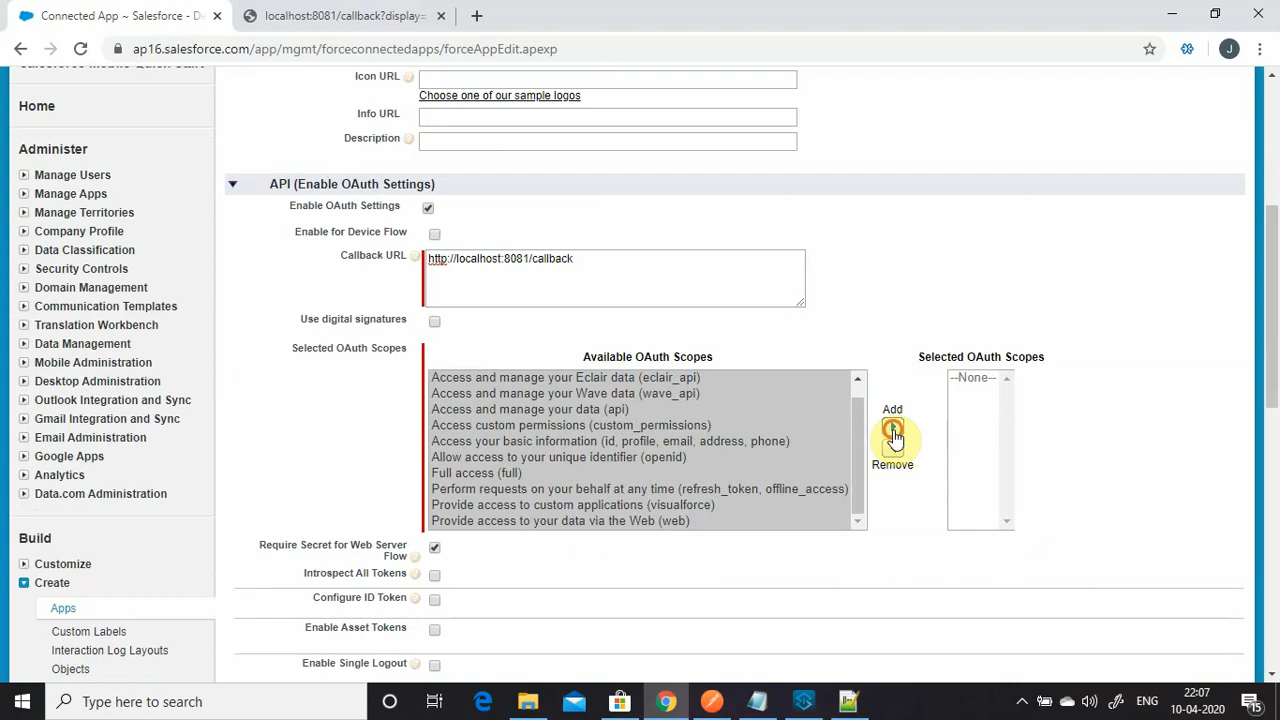 Connected App ~ Salesforce - De
localhost:8081/callback?display=
ap16.salesforce.com/app/mgmt/forceconnectedapps/forceAppEdit.apexp
J
Home
Administer
Manage Users
Manage Apps
Manage Territories
Company Profile
Data Classification
Security Controls
Domain Management
Communication Templates
Translation Workbench
Data Management
Mobile Administration
Desktop Administration
Outlook Integration and Sync
Gmail Integration and Sync
Email Administration
Google Apps
Analytics
Data.com Administration
Build
Customize
Create
Apps
Custom Labels
Interaction Log Layouts
Objects
Icon URL
Choose one of our sample logos
Info URL
Description
API (Enable OAuth Settings)
Enable OAuth Settings
Enable for Device Flow
Callback URL
http://localhost:8081/callback
Use digital signatures
Selected OAuth Scopes
Available OAuth Scopes
Access and manage your Eclair data (eclair_api)
Access and manage your Wave data (wave_api)
Access and manage your data (api)
Access custom permissions (custom_permissions)
Access your basic information (id, profile, email, address, phone)
Allow access to your unique identifier (openid)
Full access (full)
Perform requests on your behalf at any time (refresh_token, offline_access)
Provide access to custom applications (visualforce)
Provide access to your data via the Web (web)
Add
Remove
Selected OAuth Scopes
--None--
Require Secret for Web Server
Flow
Introspect All Tokens
Configure ID Token
Enable Asset Tokens
Enable Single Logout
Type here to search
ENG
22:07
10-04-2020
15